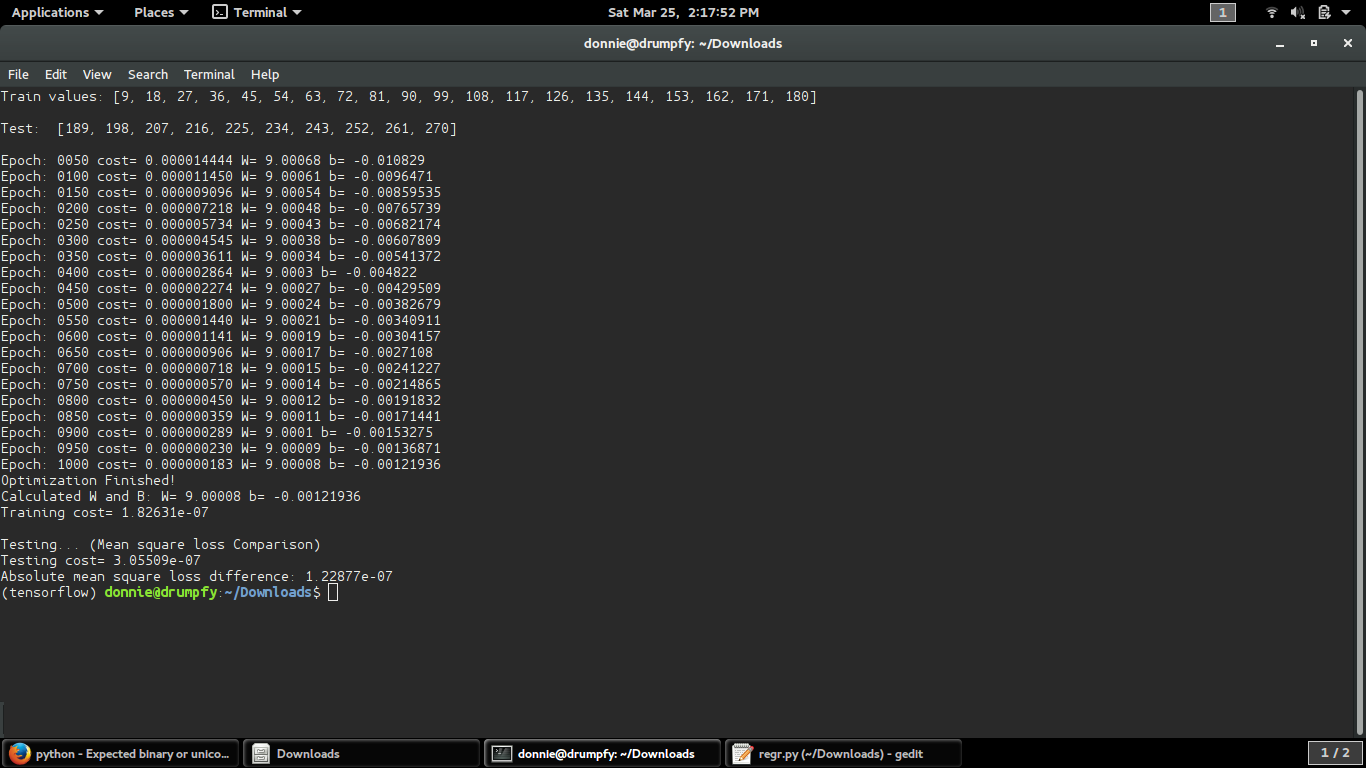 Applications Places Terminal Sat Mar 25, 2:17:52 PM 1
donnie@drumpfy: ~/Downloads
File Edit View Search Terminal Help
Train values: [9, 18, 27, 36, 45, 54, 63, 72, 81, 90, 99, 108, 117, 126, 135, 144, 153, 162, 171, 180]
Test: [189, 198, 207, 216, 225, 234, 243, 252, 261, 270]
Epoch: 0050 cost= 0.000014444 W= 9.00068 b= -0.010829
Epoch: 0100 cost= 0.000011450 W= 9.00061 b= -0.0096471
Epoch: 0150 cost= 0.000009096 W= 9.00054 b= -0.00859535
Epoch: 0200 cost= 0.000007218 W= 9.00048 b= -0.00765739
Epoch: 0250 cost= 0.000005734 W= 9.00043 b= -0.00682174
Epoch: 0300 cost= 0.000004545 W= 9.00038 b= -0.00607809
Epoch: 0350 cost= 0.000003611 W= 9.00034 b= -0.00541372
Epoch: 0400 cost= 0.000002864 W= 9.0003 b= -0.004822
Epoch: 0450 cost= 0.000002274 W= 9.00027 b= -0.00429509
Epoch: 0500 cost= 0.000001800 W= 9.00024 b= -0.00382679
Epoch: 0550 cost= 0.000001440 W= 9.00021 b= -0.00340911
Epoch: 0600 cost= 0.000001141 W= 9.00019 b= -0.00304157
Epoch: 0650 cost= 0.000000906 W= 9.00017 b= -0.0027108
Epoch: 0700 cost= 0.000000718 W= 9.00015 b= -0.00241227
Epoch: 0750 cost= 0.000000570 W= 9.00014 b= -0.00214865
Epoch: 0800 cost= 0.000000450 W= 9.00012 b= -0.00191832
Epoch: 0850 cost= 0.000000359 W= 9.00011 b= -0.00171441
Epoch: 0900 cost= 0.000000289 W= 9.0001 b= -0.00153275
Epoch: 0950 cost= 0.000000230 W= 9.00009 b= -0.00136871
Epoch: 1000 cost= 0.000000183 W= 9.00008 b= -0.00121936
Optimization Finished!
Calculated W and B: W= 9.00008 b= -0.00121936
Training cost= 1.82631e-07
Testing... (Mean square loss Comparison)
Testing cost= 3.05509e-07
Absolute mean square loss difference: 1.22877e-07
(tensorflow) donnie@drumpfy:~/Downloads$
python - Expected binary or unico... Downloads donnie@drumpfy: ~/Downloads regr.py (~/Downloads) - gedit 1 / 2